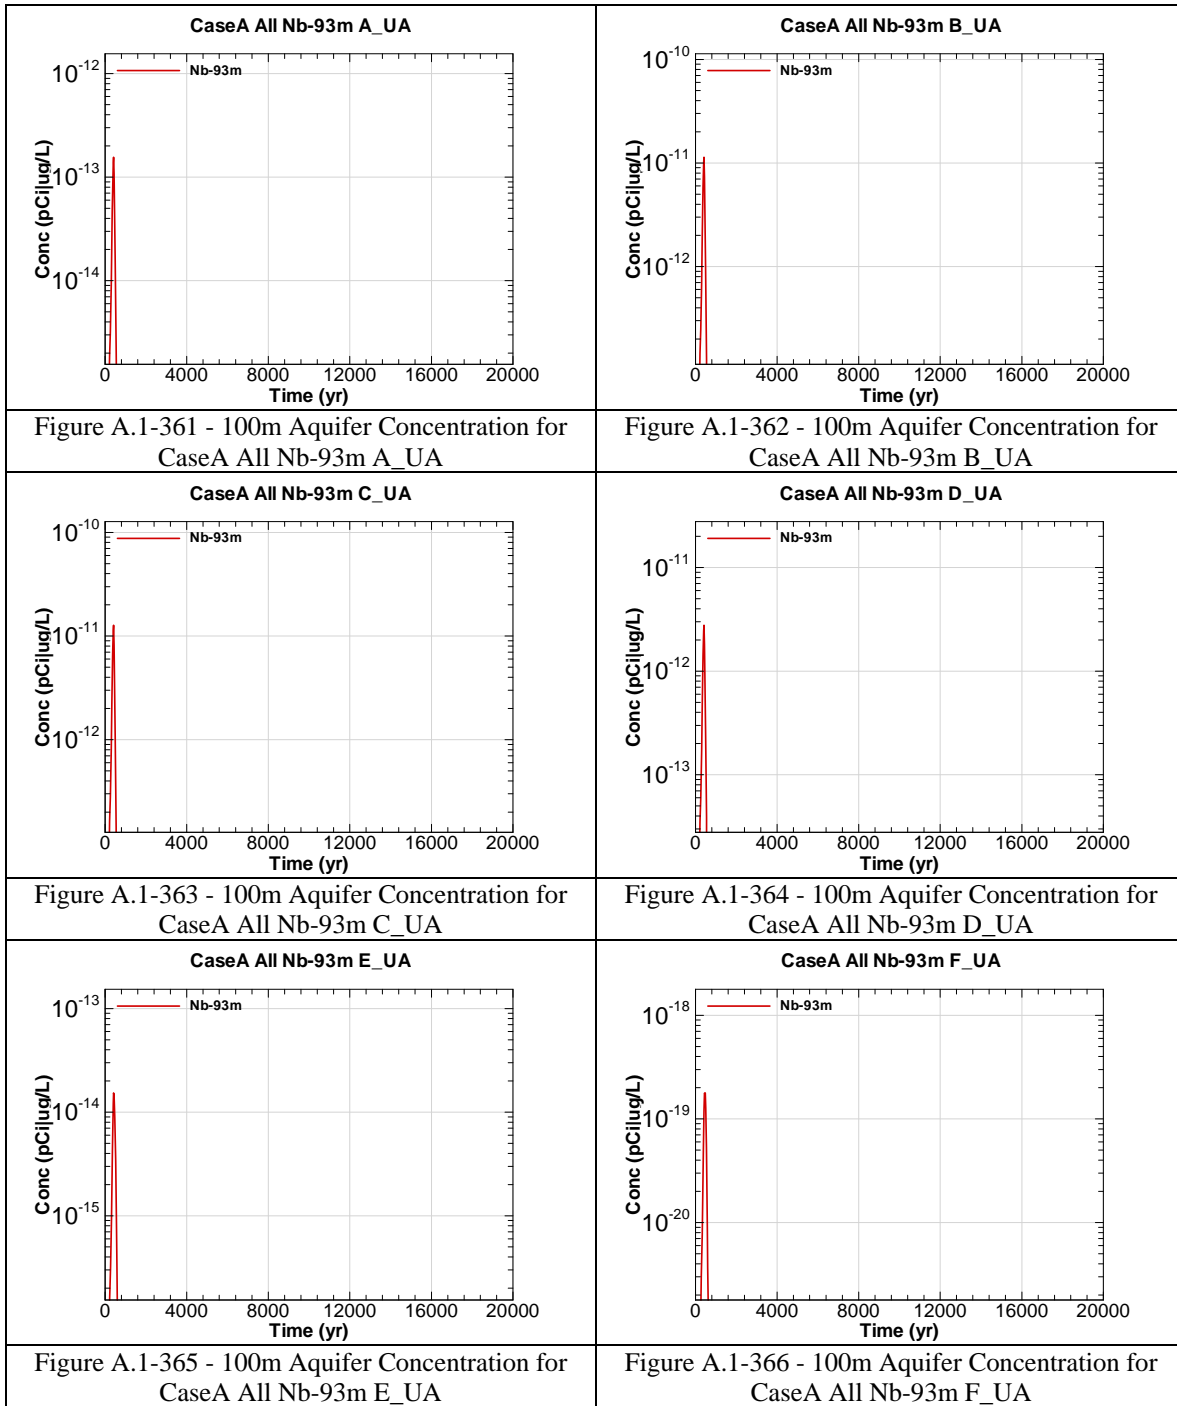 CaseA All Nb-93m A_UA
Nb-93m
10-12
10-13
10-14
Conc (pCi|ug/L)
0 4000 8000 12000 16000 20000
Time (yr)
Figure A.1-361 - 100m Aquifer Concentration for
CaseA All Nb-93m A_UA
CaseA All Nb-93m B_UA
Nb-93m
10-10
10-11
10-12
Conc (pCi|ug/L)
0 4000 8000 12000 16000 20000
Time (yr)
Figure A.1-362 - 100m Aquifer Concentration for
CaseA All Nb-93m B_UA
CaseA All Nb-93m C_UA
Nb-93m
10-10
10-11
10-12
Conc (pCi|ug/L)
0 4000 8000 12000 16000 20000
Time (yr)
Figure A.1-363 - 100m Aquifer Concentration for
CaseA All Nb-93m C_UA
CaseA All Nb-93m D_UA
Nb-93m
10-11
10-12
10-13
Conc (pCi|ug/L)
0 4000 8000 12000 16000 20000
Time (yr)
Figure A.1-364 - 100m Aquifer Concentration for
CaseA All Nb-93m D_UA
CaseA All Nb-93m E_UA
Nb-93m
10-13
10-14
10-15
Conc (pCi|ug/L)
0 4000 8000 12000 16000 20000
Time (yr)
Figure A.1-365 - 100m Aquifer Concentration for
CaseA All Nb-93m E_UA
CaseA All Nb-93m F_UA
Nb-93m
10-18
10-19
10-20
Conc (pCi|ug/L)
0 4000 8000 12000 16000 20000
Time (yr)
Figure A.1-366 - 100m Aquifer Concentration for
CaseA All Nb-93m F_UA